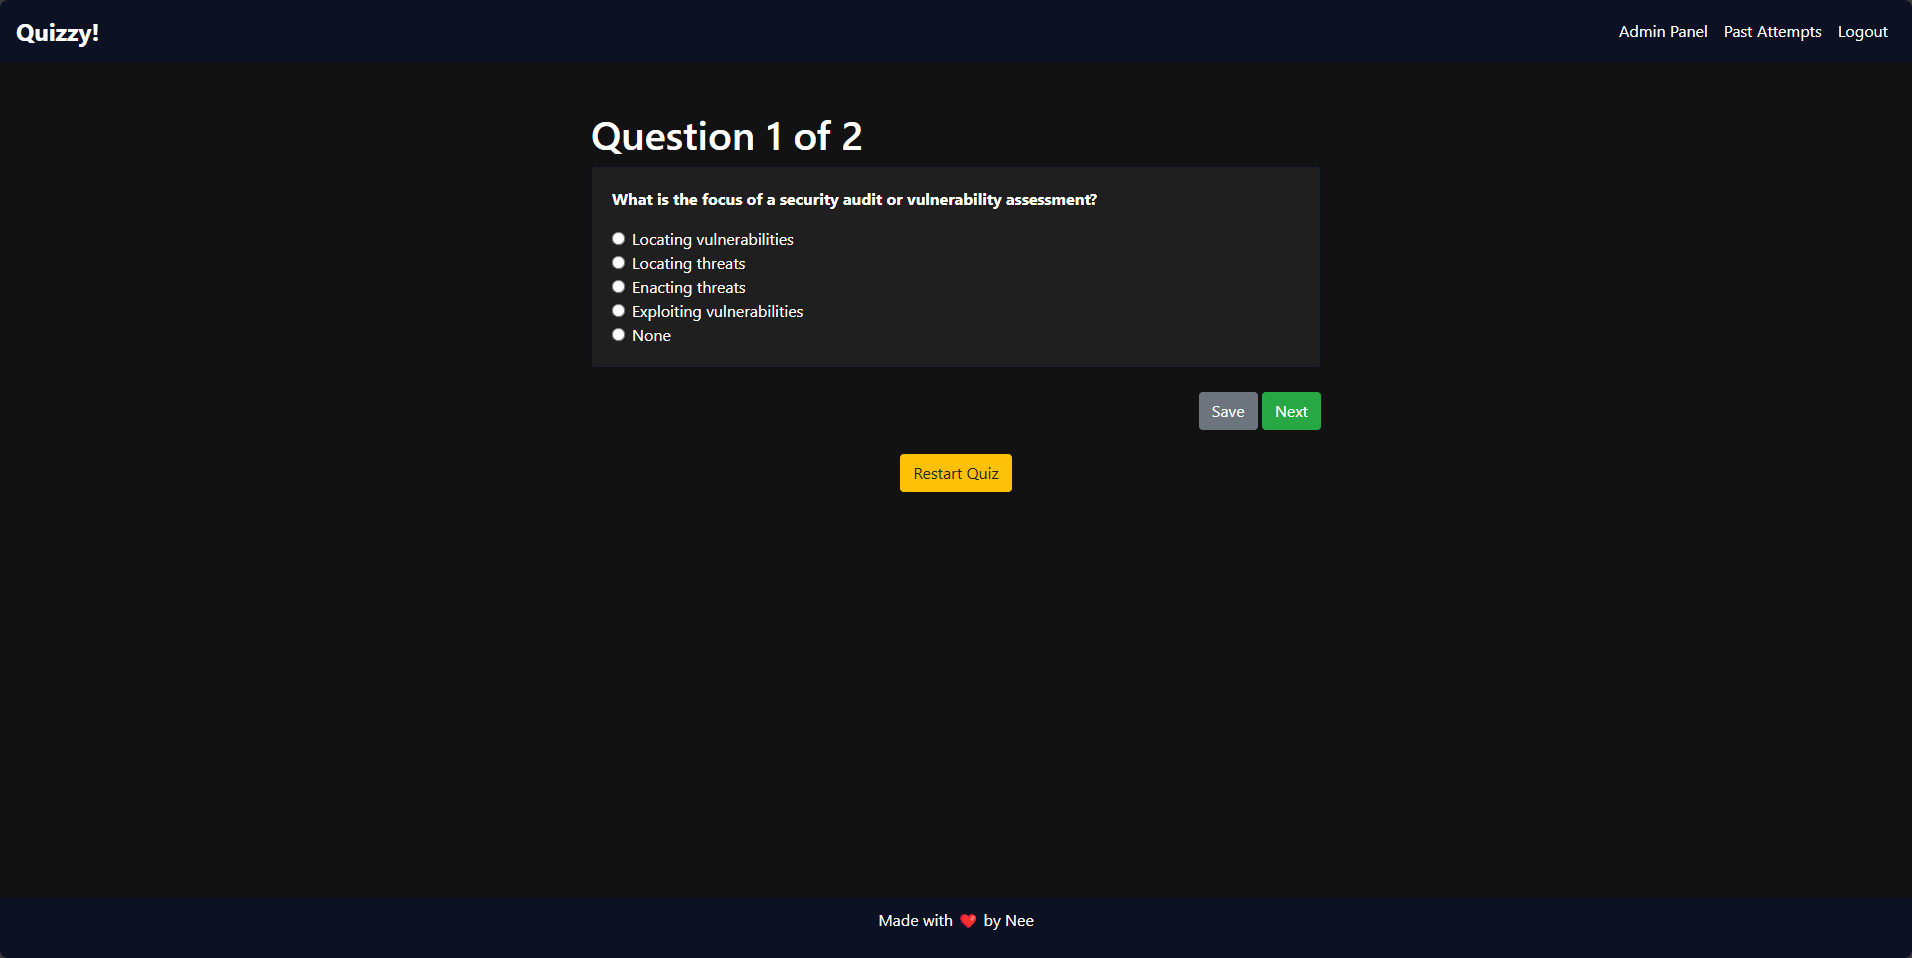 Quizzy!
Admin Panel Past Attempts Logout
Question 1 of 2
What is the focus of a security audit or vulnerability assessment?
Locating vulnerabilities
Locating threats
Enacting threats
Exploiting vulnerabilities
None
Save Next
Restart Quiz
Made with ❤️ by Nee